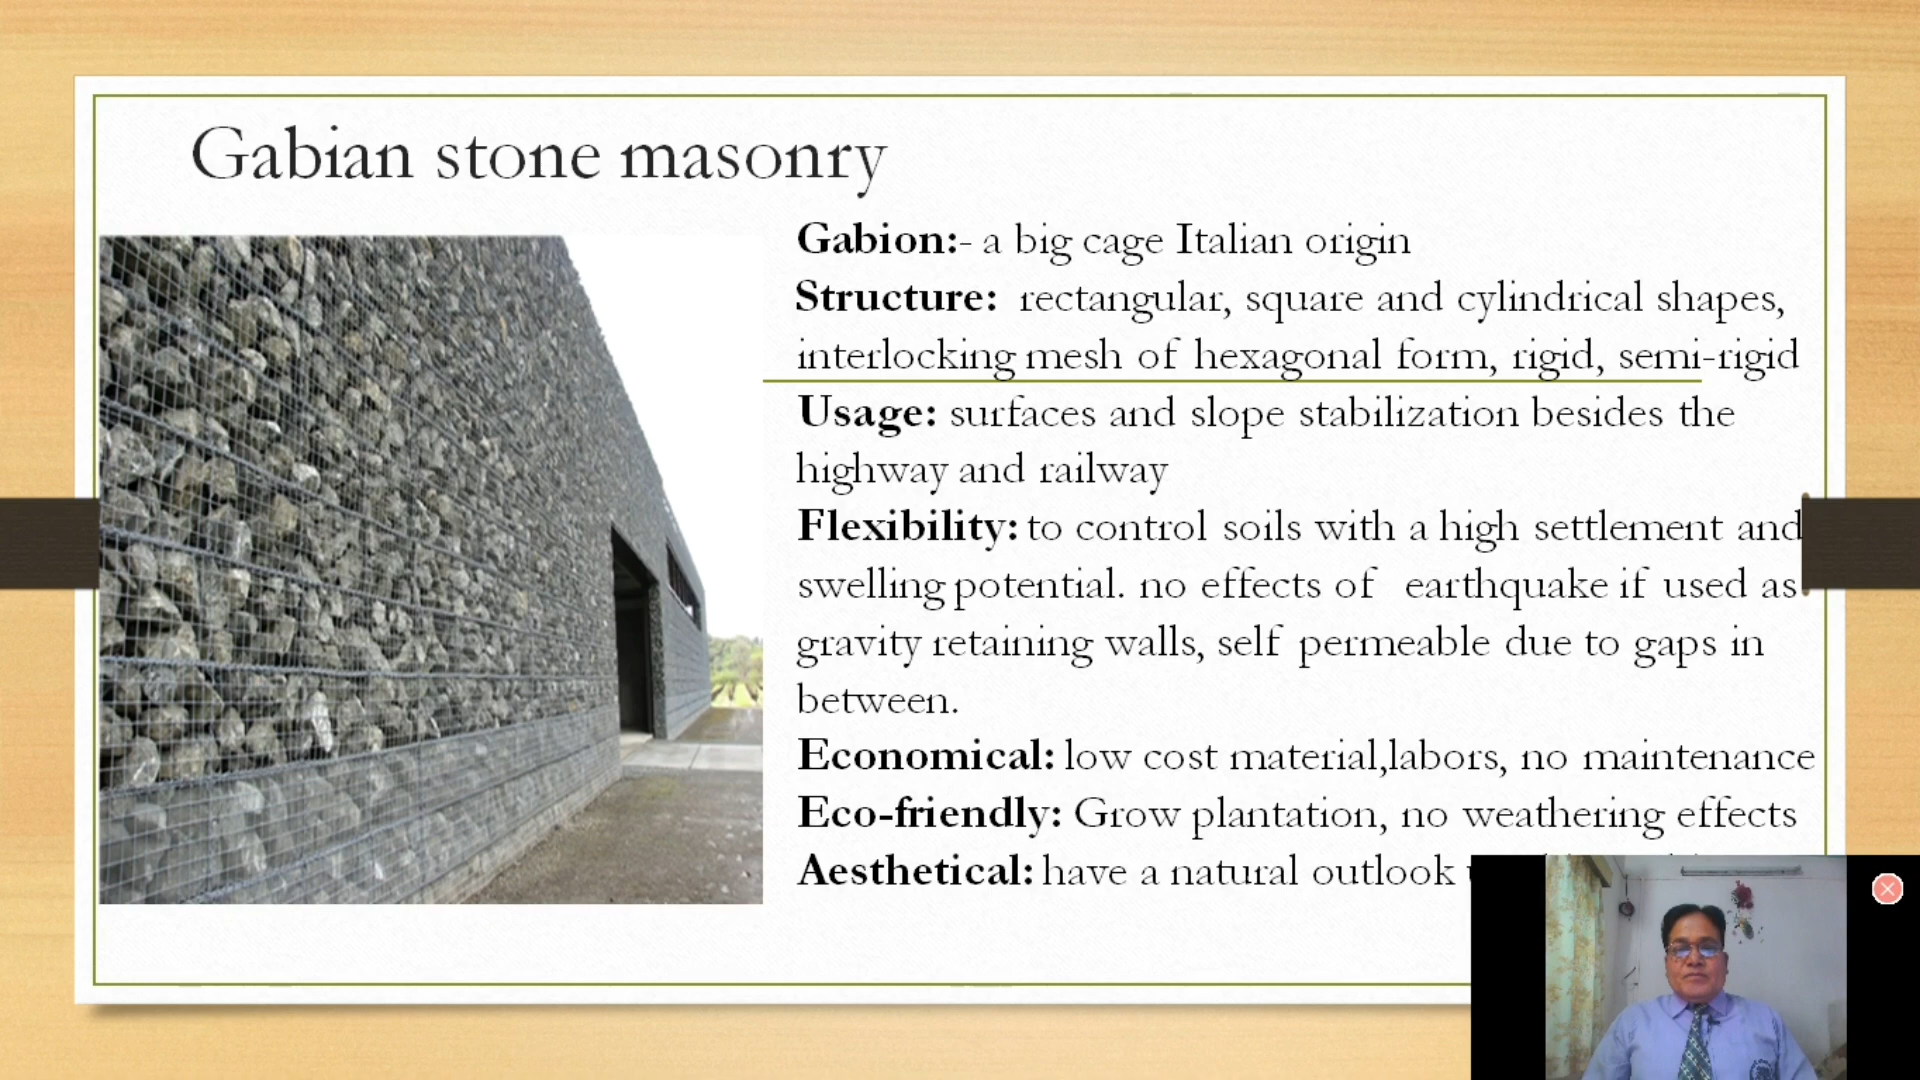 Gabian stone masonry
Gabion:- a big cage Italian origin
Structure: rectangular, square and cylindrical shapes,
interlocking mesh of hexagonal form, rigid, semi-rigid
Usage: surfaces and slope stabilization besides the
highway and railway
Flexibility: to control soils with a high settlement and
swelling potential. no effects of earthquake if used as
gravity retaining walls, self permeable due to gaps in
between.
Economical: low cost material,labors, no maintenance
Eco-friendly: Grow plantation, no weathering effects
Aesthetical: have a natural outlook